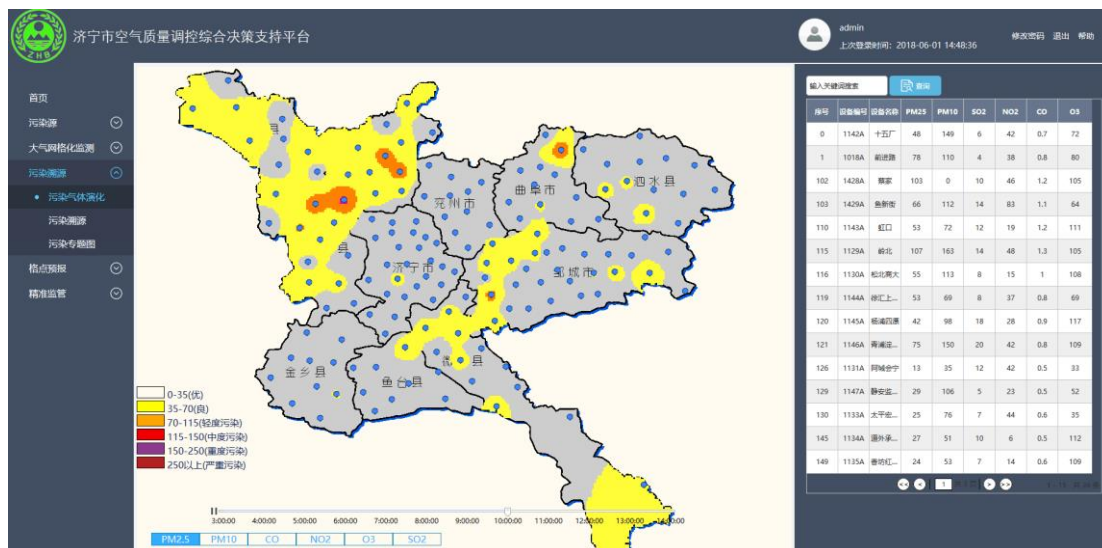 ZHB
济宁市空气质量调控综合决策支持平台
admin
上次登录时间：2018-06-01 14:48:36
修改密码 退出 帮助
首页
污染源
大气网格化监测
污染溯源
污染气体演化
污染溯源
污染专题图
格点预报
精准监管
县
曲阜市
泗水县
兖州市
县
济宁市
邹城市
县
金乡县
鱼台县
0-35(优)
35-70(良)
70-115(轻度污染)
115-150(中度污染)
150-250(重度污染)
250以上(严重污染)
3:00:00 4:00:00 5:00:00 6:00:00 7:00:00 8:00:00 9:00:00 10:00:00 11:00:00 12:00:00 13:00:00 14:00:00
PM2.5 PM10 CO NO2 O3 SO2
输入关键词搜索 查询
序号 设备编号 设备名称 PM25 PM10 SO2 NO2 CO O3
0 1142A 十五厂 48 149 6 42 0.7 72
1 1018A 前进路 78 110 4 38 0.8 80
102 1428A 蔡家 103 0 10 46 1.2 105
103 1429A 鱼新街 66 112 14 83 1.1 64
110 1143A 虹口 53 72 12 19 1.2 111
115 1129A 岭北 107 163 14 48 1.3 105
116 1130A 松北商大 55 113 8 15 1 108
119 1144A 徐汇上... 53 69 8 37 0.8 69
120 1145A 杨浦四漂 42 98 18 28 0.9 117
121 1146A 青浦淀... 75 150 20 42 0.8 109
126 1131A 阿城会宁 13 35 12 42 0.5 33
129 1147A 静安监... 29 106 5 23 0.5 52
130 1133A 太平宏... 25 76 7 44 0.6 35
145 1134A 道外承... 27 51 10 6 0.5 112
149 1135A 香坊红... 24 53 7 14 0.6 109
1